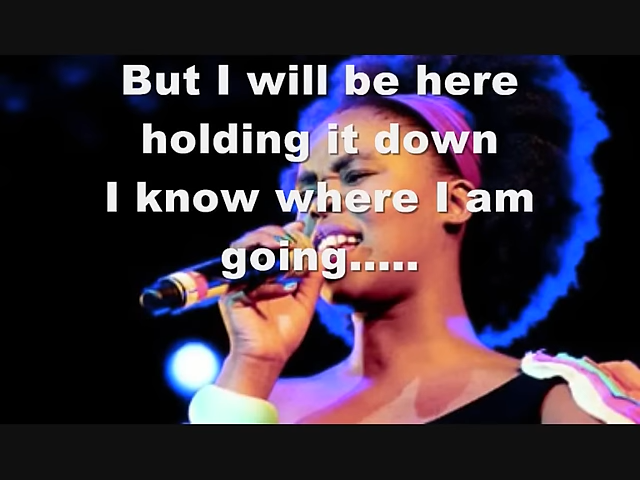 But I will be here
holding it down
I know where I am
going.....